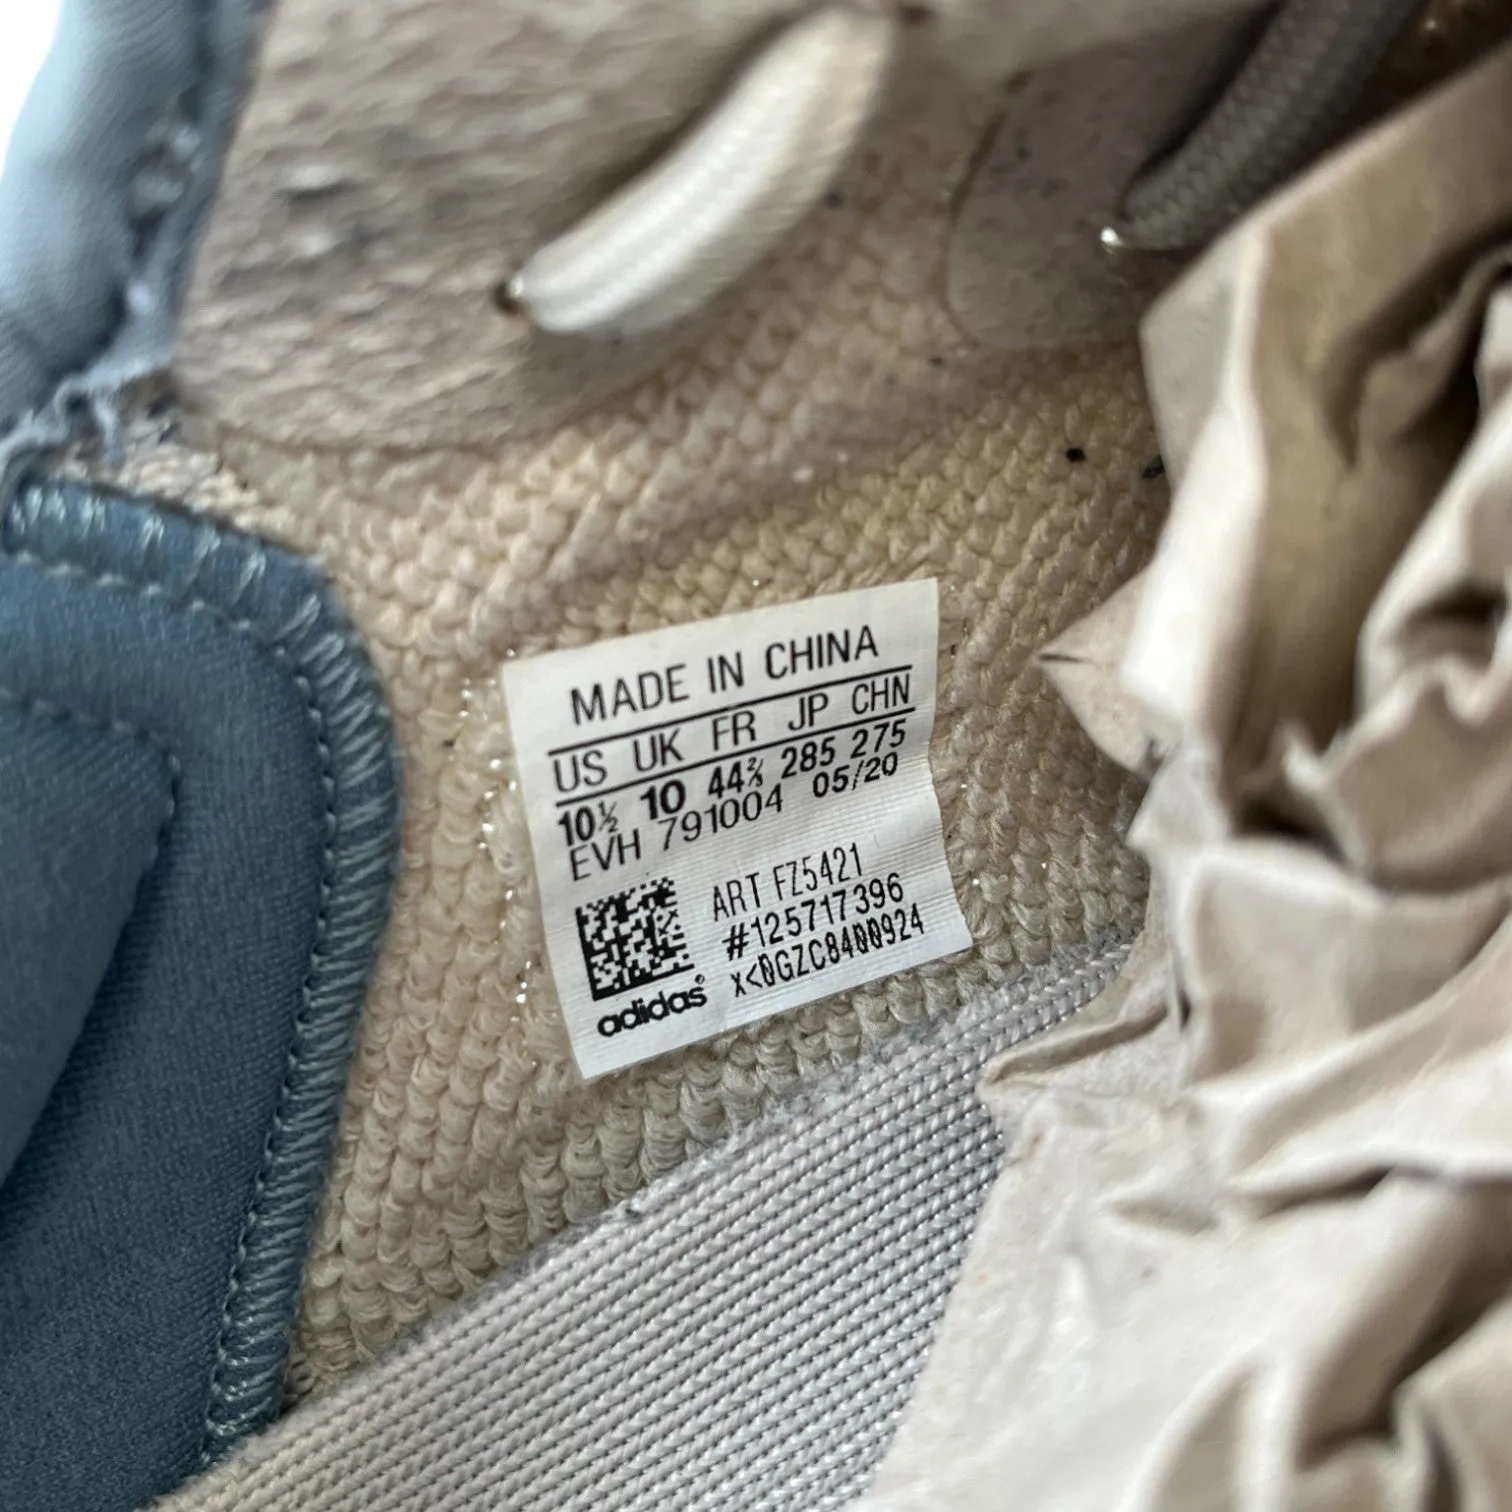 MADE IN CHINA
US UK FR JP CHN
10½ 10 44⅔ 285 275
EVH 791004 05/20
ART FZ5421
#125717396
x<0GZC8400924
adidas®